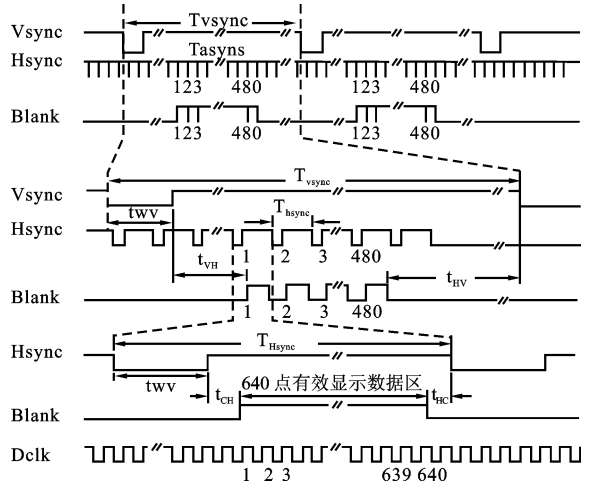 Tvsync
Vsync
Tasyns
Hsync
123 480 123 480
Blank
123 480 123 480
Tvsync
Vsync
twv
Thsync
Hsync
1 2 3 480
tVH
tHV
Blank
1 2 3 480
THsync
Hsync
twv
tCH
640 点有效显示数据区
tHC
Blank
Dclk
1 2 3 639 640